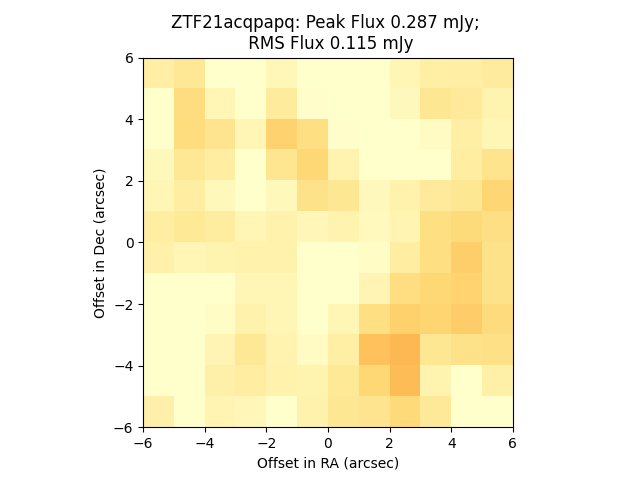 ZTF21acqpapq: Peak Flux 0.287 mJy;
RMS Flux 0.115 mJy
6
4
2
0
−2
−4
−6
Offset in Dec (arcsec)
−6 −4 −2 0 2 4 6
Offset in RA (arcsec)